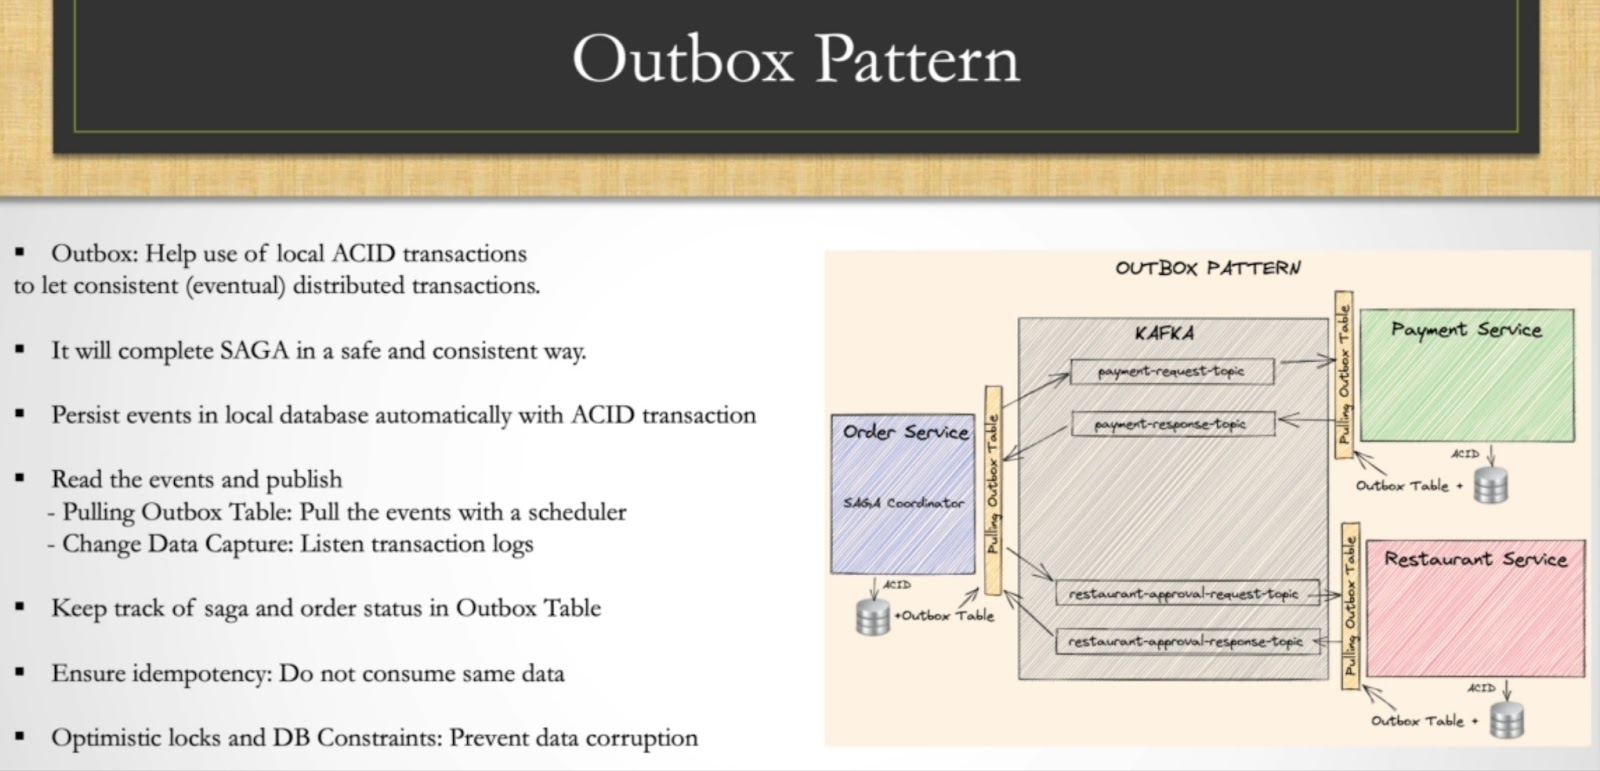 Outbox Pattern
▪ Outbox: Help use of local ACID transactions
to let consistent (eventual) distributed transactions.
▪ It will complete SAGA in a safe and consistent way.
▪ Persist events in local database automatically with ACID transaction
▪ Read the events and publish
- Pulling Outbox Table: Pull the events with a scheduler
- Change Data Capture: Listen transaction logs
▪ Keep track of saga and order status in Outbox Table
▪ Ensure idempotency: Do not consume same data
▪ Optimistic locks and DB Constraints: Prevent data corruption
OUTBOX PATTERN
KAFKA
payment-request-topic
payment-response-topic
restaurant-approval-request-topic
restaurant-approval-response-topic
Order Service
SAGA Coordinator
ACID
+Outbox Table
Pulling Outbox Table
Pulling Outbox Table
Payment Service
ACID
Outbox Table +
Pulling Outbox Table
Restaurant Service
ACID
Outbox Table +